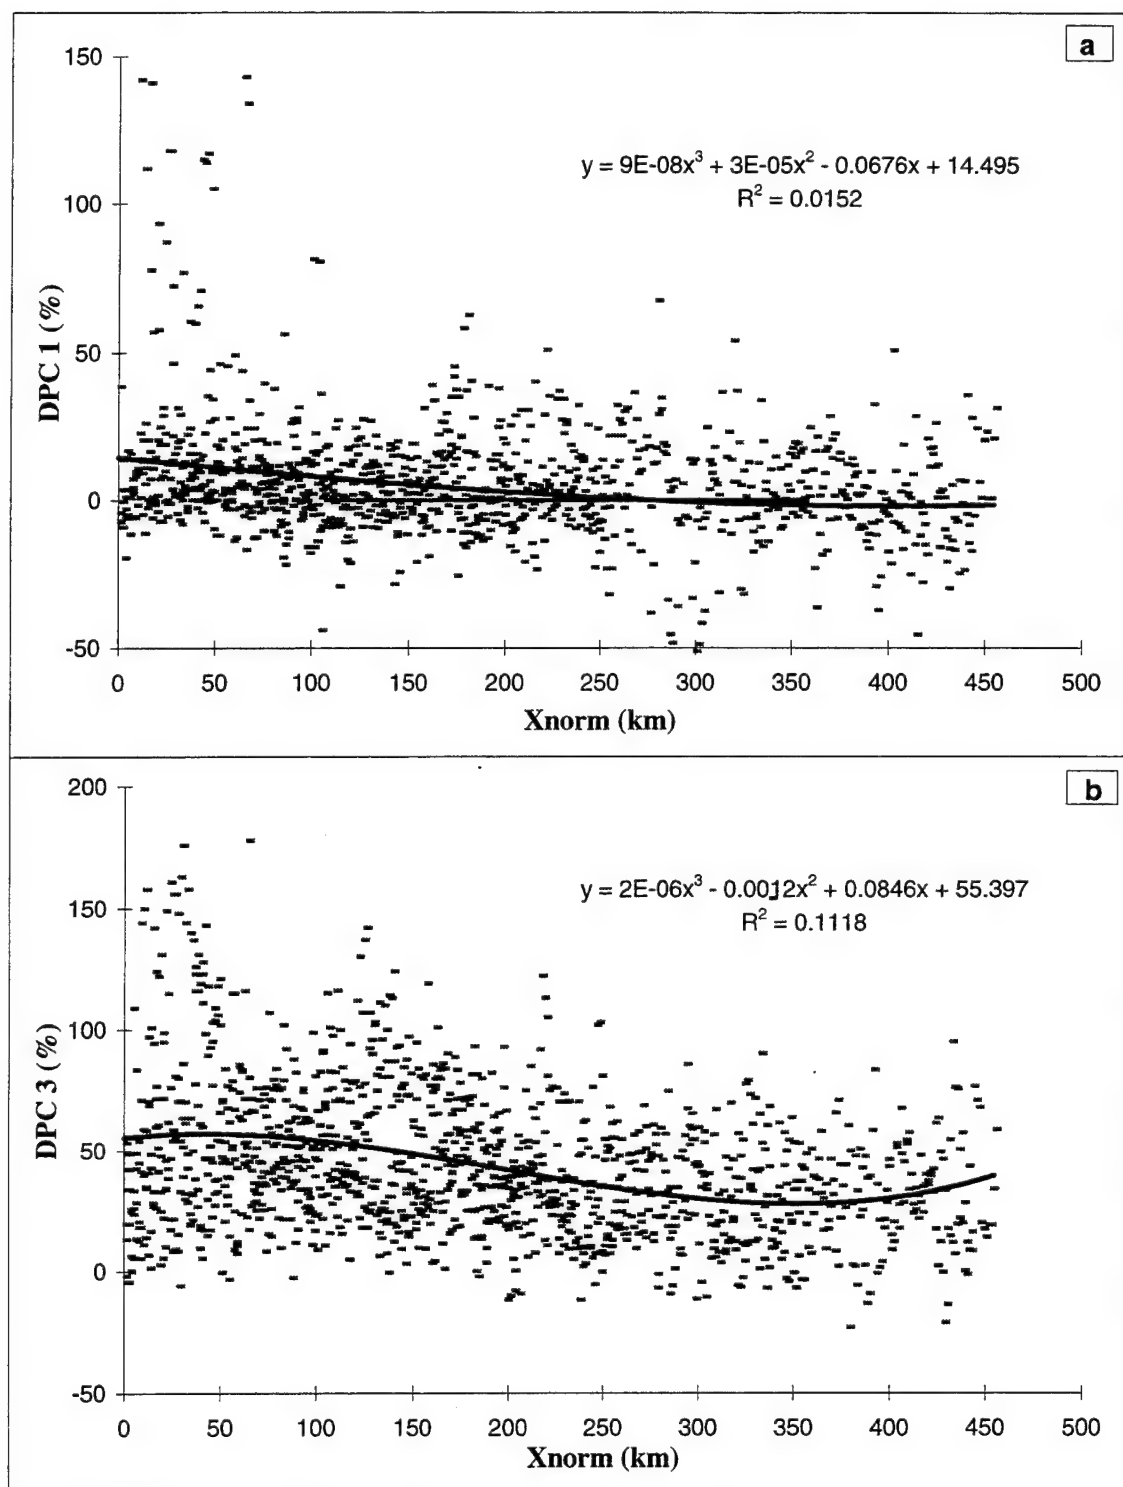 a
150
100
50
0
-50
DPC 1 (%)
y = 9E-08x³ + 3E-05x² - 0.0676x + 14.495
R² = 0.0152
0 50 100 150 200 250 300 350 400 450 500
Xnorm (km)
b
200
150
100
50
0
-50
DPC 3 (%)
y = 2E-06x³ - 0.0012x² + 0.0846x + 55.397
R² = 0.1118
0 50 100 150 200 250 300 350 400 450 500
Xnorm (km)